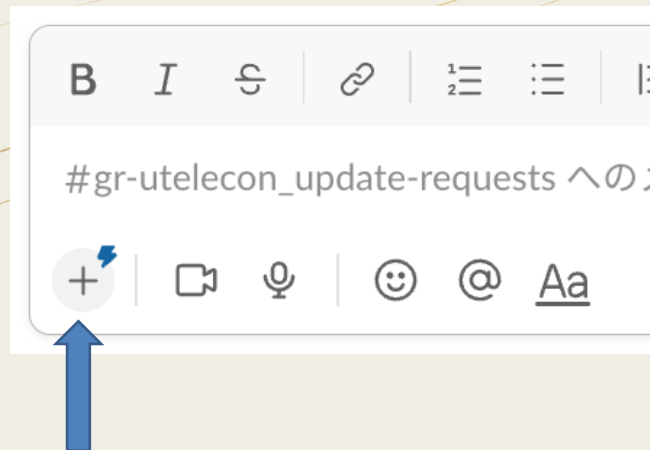 B I S
#gr-utelecon_update-requests への
Aa